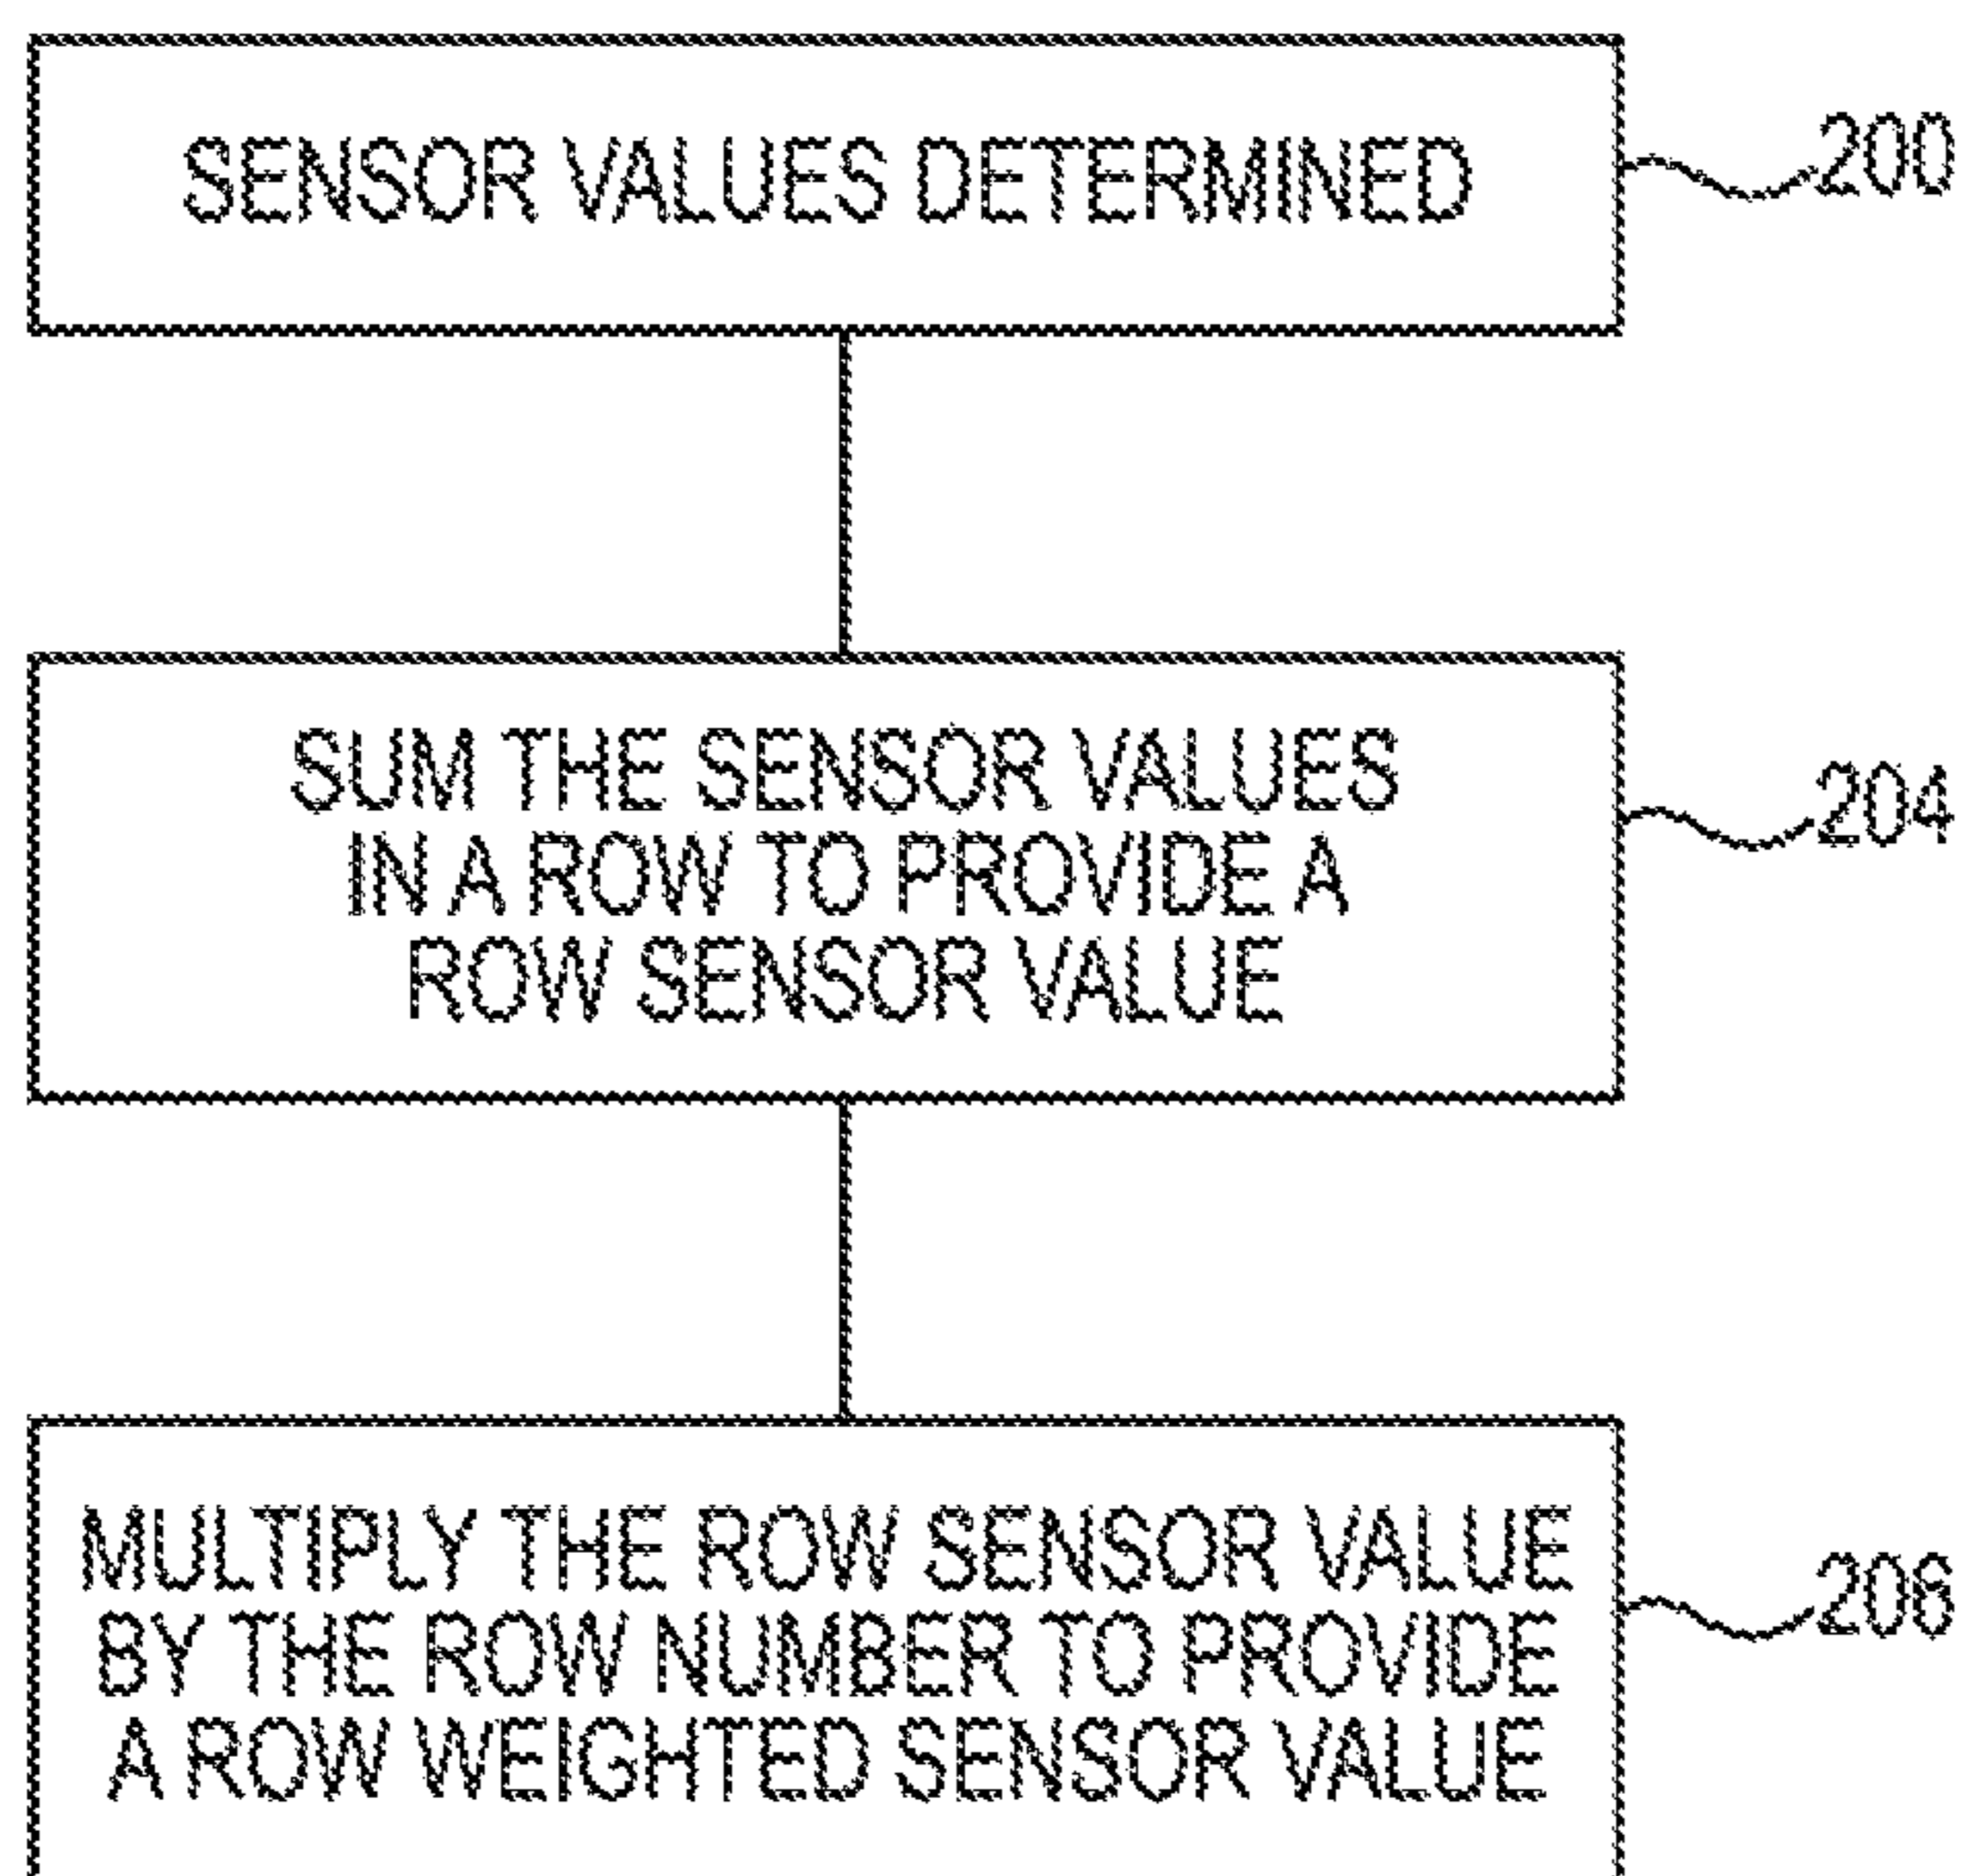 SENSOR VALUES DETERMINED
200
SUM THE SENSOR VALUES
IN A ROW TO PROVIDE A
ROW SENSOR VALUE
204
MULTIPLY THE ROW SENSOR VALUE
BY THE ROW NUMBER TO PROVIDE
A ROW WEIGHTED SENSOR VALUE